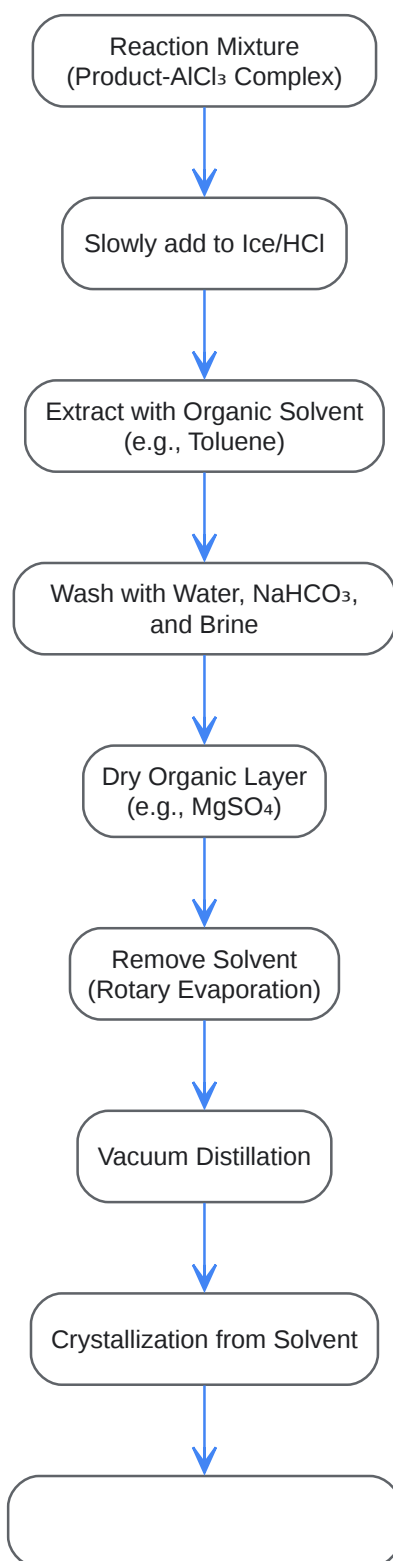 Reaction Mixture
(Product-AlCl₃ Complex)
Slowly add to Ice/HCl
Extract with Organic Solvent
(e.g., Toluene)
Wash with Water, NaHCO₃,
and Brine
Dry Organic Layer
(e.g., MgSO₄)
Remove Solvent
(Rotary Evaporation)
Vacuum Distillation
Crystallization from Solvent